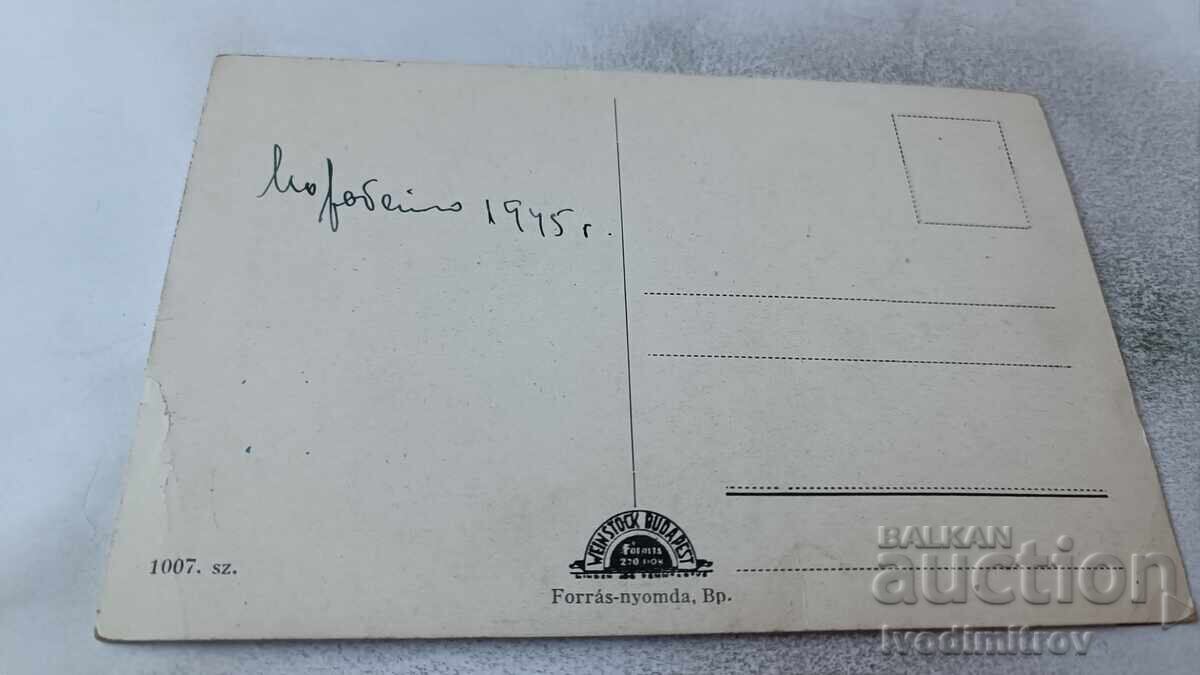 1945 г.
WEINSTOCK BUDAPEST
Forrás-nyomda, Bp.
1007. sz.
BALKAN
auction
Ivodimitrov